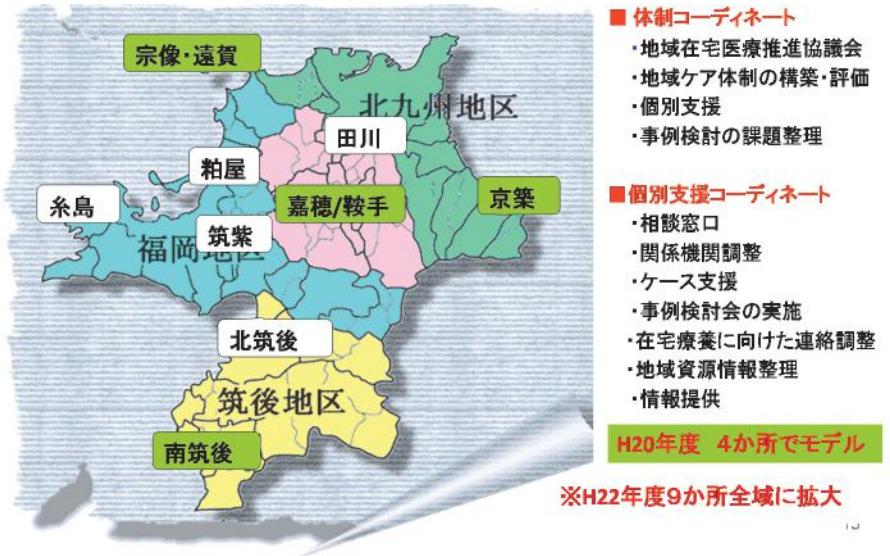 宗像・遠賀
北九州地区
田川
粕屋
糸島
嘉穂/鞍手
京築
筑紫
福岡地区
北筑後
筑後地区
南筑後
■ 体制コーディネート
・地域在宅医療推進協議会
・地域ケア体制の構築・評価
・個別支援
・事例検討の課題整理
■個別支援コーディネート
・相談窓口
・関係機関調整
・ケース支援
・事例検討会の実施
・在宅療養に向けた連絡調整
・地域資源情報整理
・情報提供
H20年度 4か所でモデル
※H22年度9か所全域に拡大